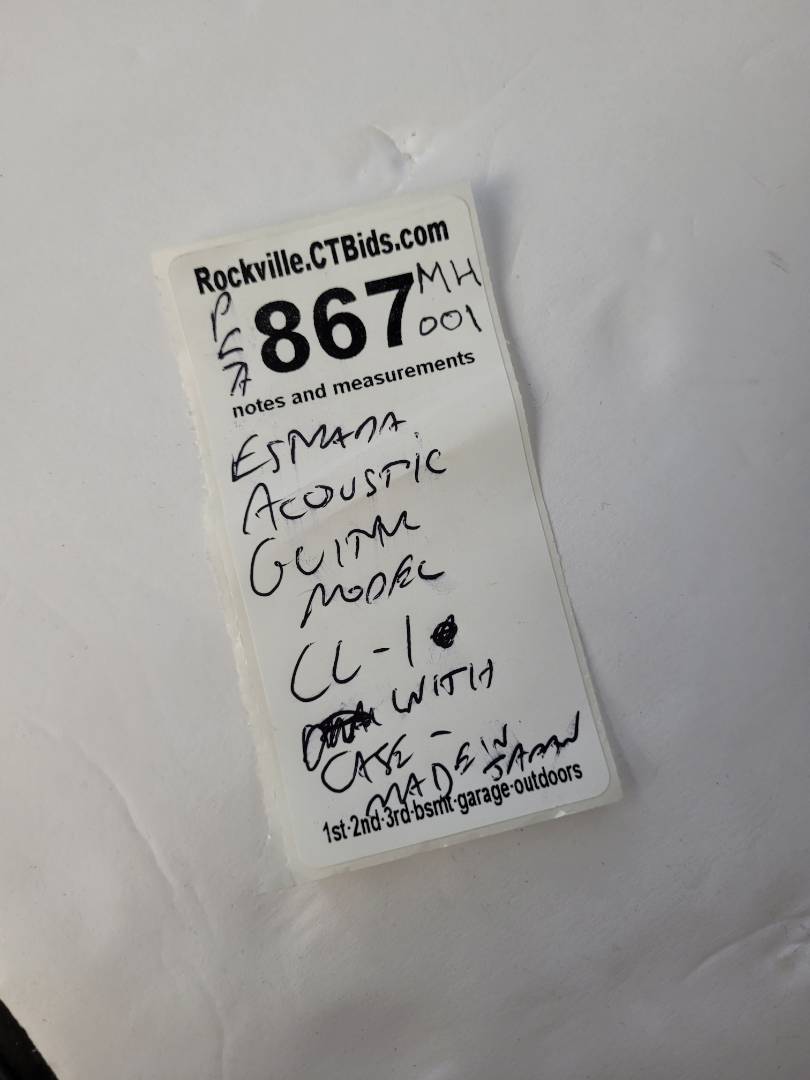 Rockville.CTBids.com
867 MH
001
notes and measurements
ESMADA
ACOUSTIC
GUITAR
MODEL
CL-1
WITH
CASE -
MADE IN JAPAN
1st·2nd·3rd·bsmt·garage·outdoors